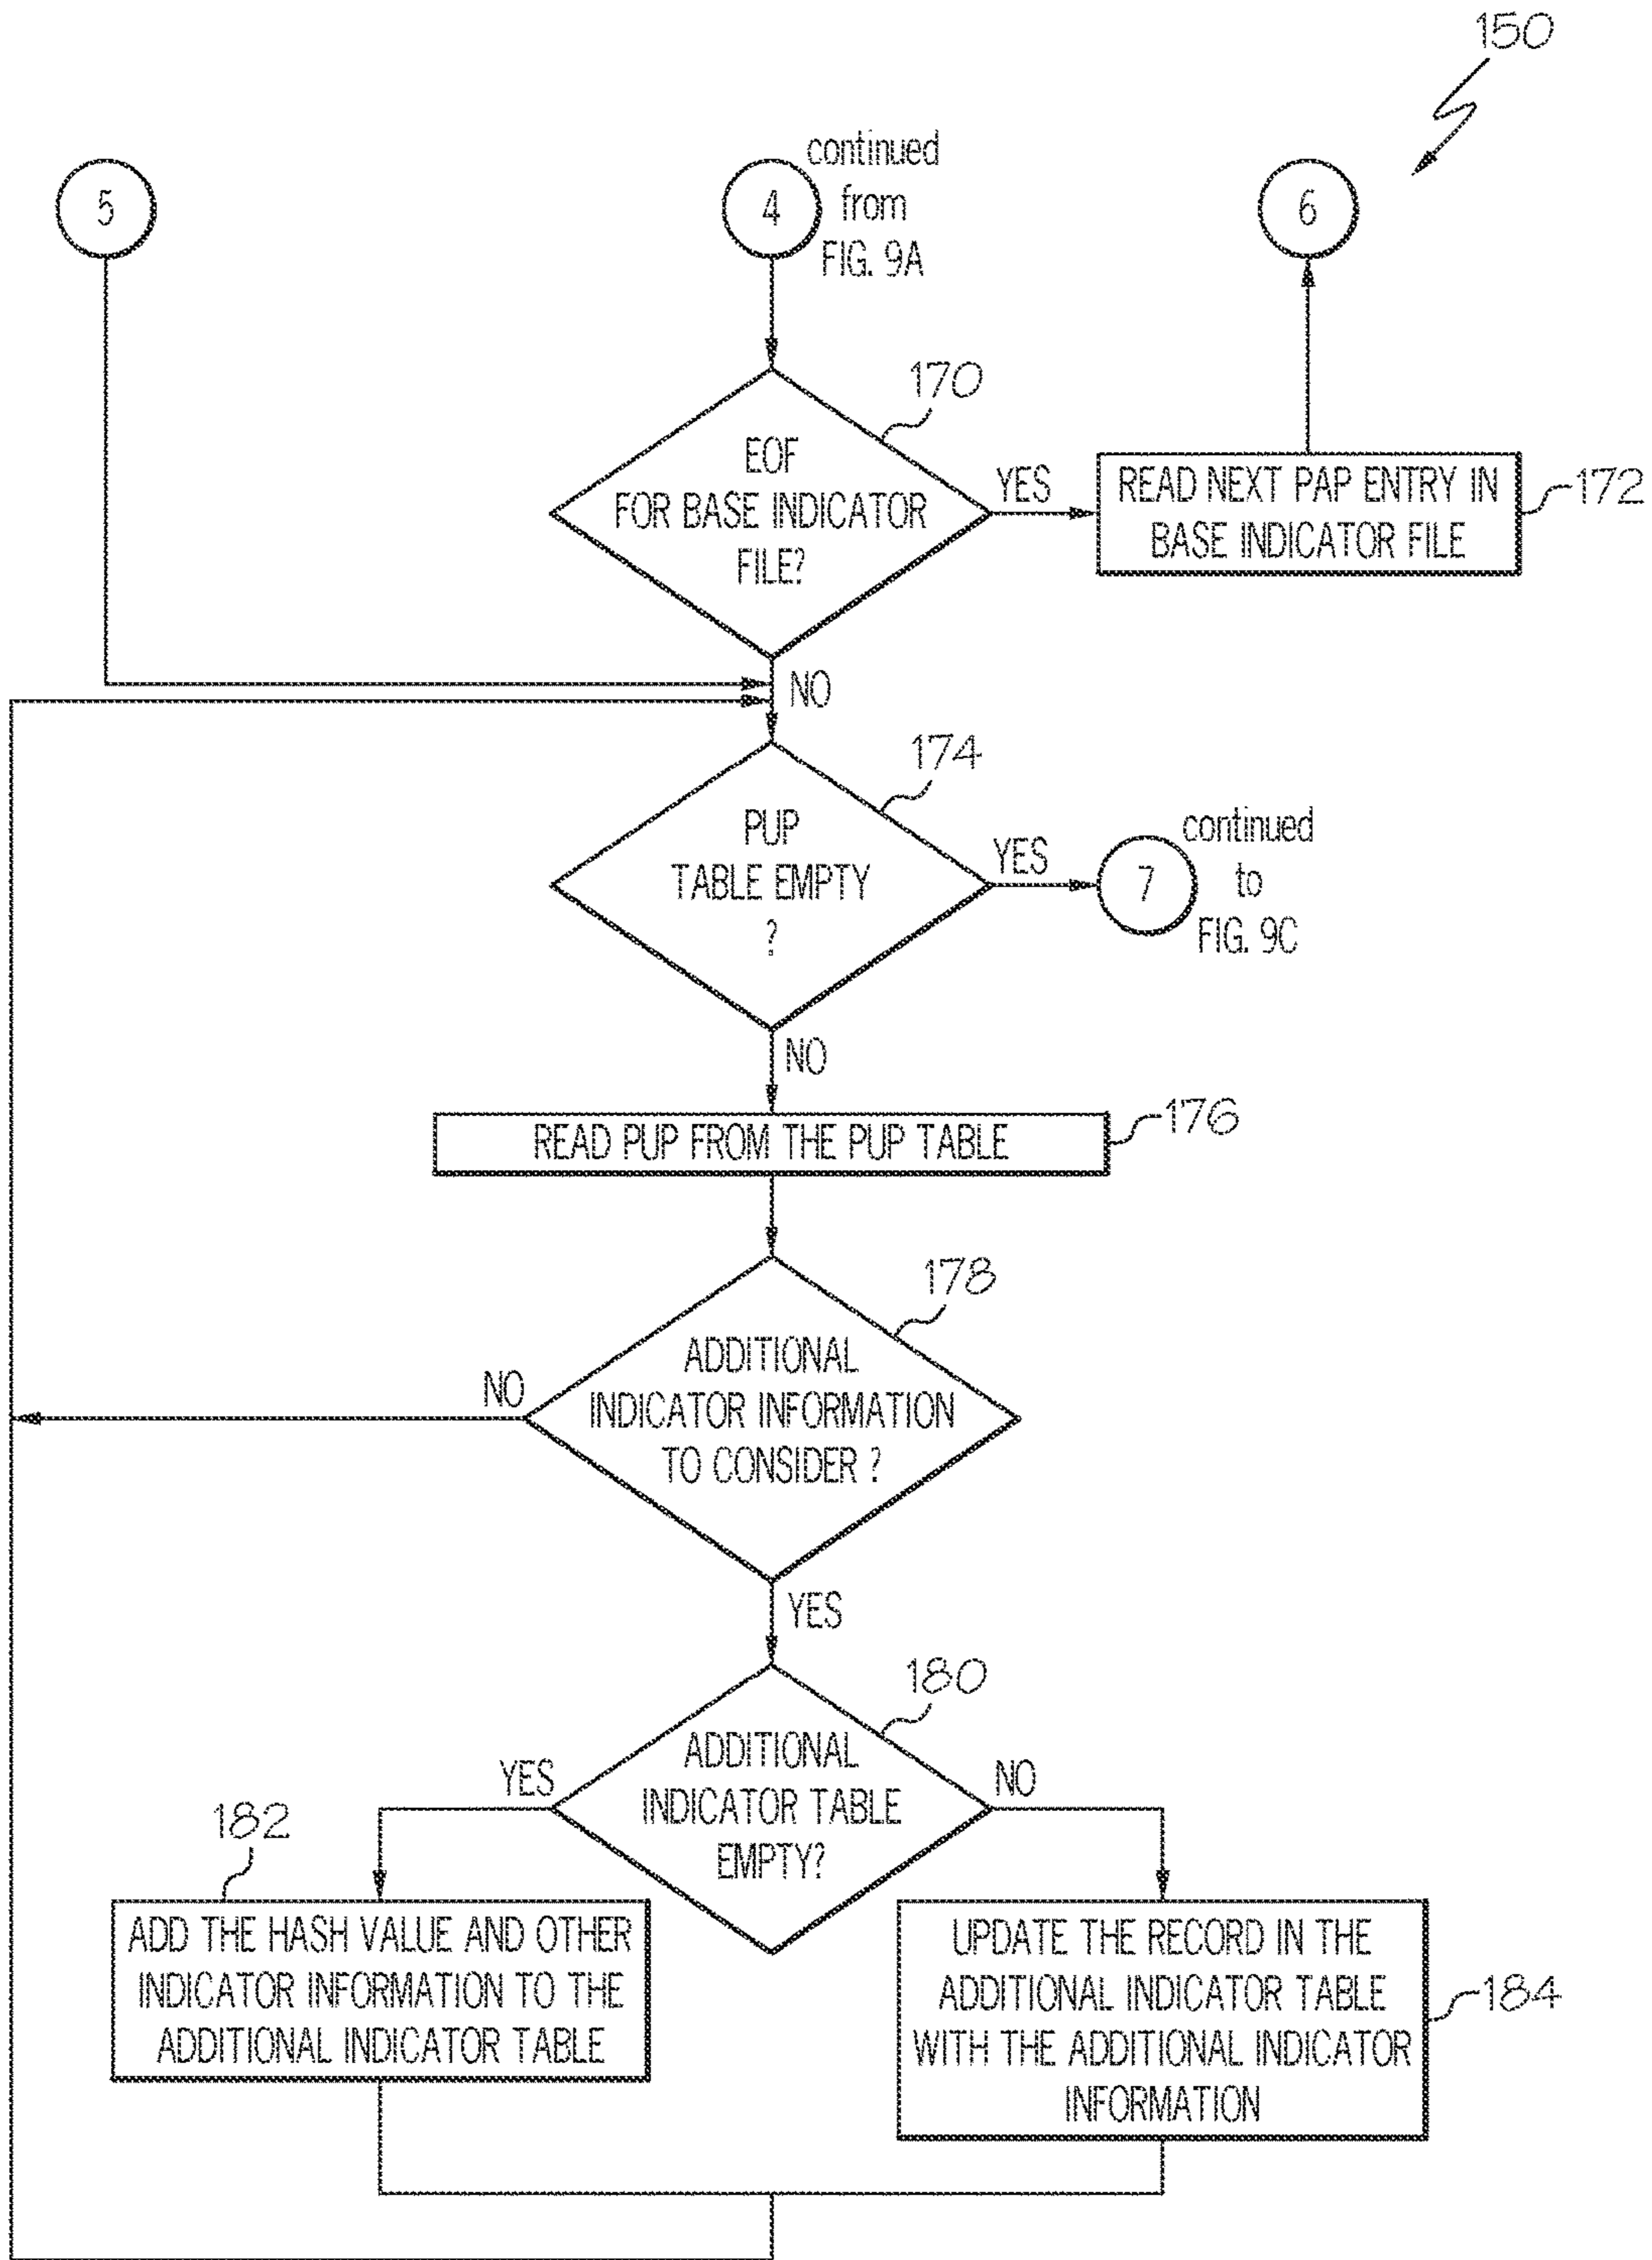 150
5
4
continued
from
FIG. 9A
6
170
EOF
FOR BASE INDICATOR
FILE?
YES
READ NEXT PAP ENTRY IN
BASE INDICATOR FILE
172
NO
174
PUP
TABLE EMPTY
?
YES
7
continued
to
FIG. 9C
NO
READ PUP FROM THE PUP TABLE
176
178
ADDITIONAL
INDICATOR INFORMATION
TO CONSIDER ?
NO
YES
180
ADDITIONAL
INDICATOR TABLE
EMPTY?
YES
NO
182
ADD THE HASH VALUE AND OTHER
INDICATOR INFORMATION TO THE
ADDITIONAL INDICATOR TABLE
UPDATE THE RECORD IN THE
ADDITIONAL INDICATOR TABLE
WITH THE ADDITIONAL INDICATOR
INFORMATION
184